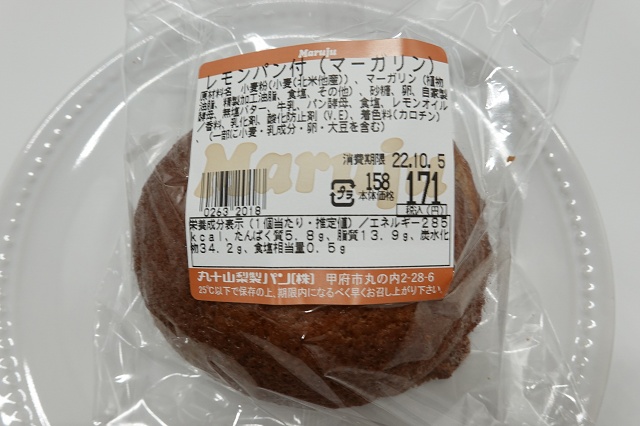 Maruju
レモンパン付(マーガリン)
原材料名 小麦粉(小麦(北米他産))、マーガリン(植物
油脂、精製加工油脂、食塩、その他)、砂糖、卵、自家製
酵母、無塩バター、牛乳、パン酵母、食塩、レモンオイル
/香料、乳化剤、酸化防止剤(V.E)、着色料(カロチン)
、(一部に小麦・乳成分・卵・大豆を含む)
Maruju
消費期限 22.10. 5
プラ
158
本体価格
171
税込(円)
0263 2018
栄養成分表示(1個当たり・推定値)/エネルギー285
kcal、たんぱく質5.8g、脂質13.9g、炭水化
物34.2g、食塩相当量0.5g
丸十山梨製パン(株) 甲府市丸の内2-28-6
25℃以下で保存の上、期限内になるべく早くお召し上がり下さい。